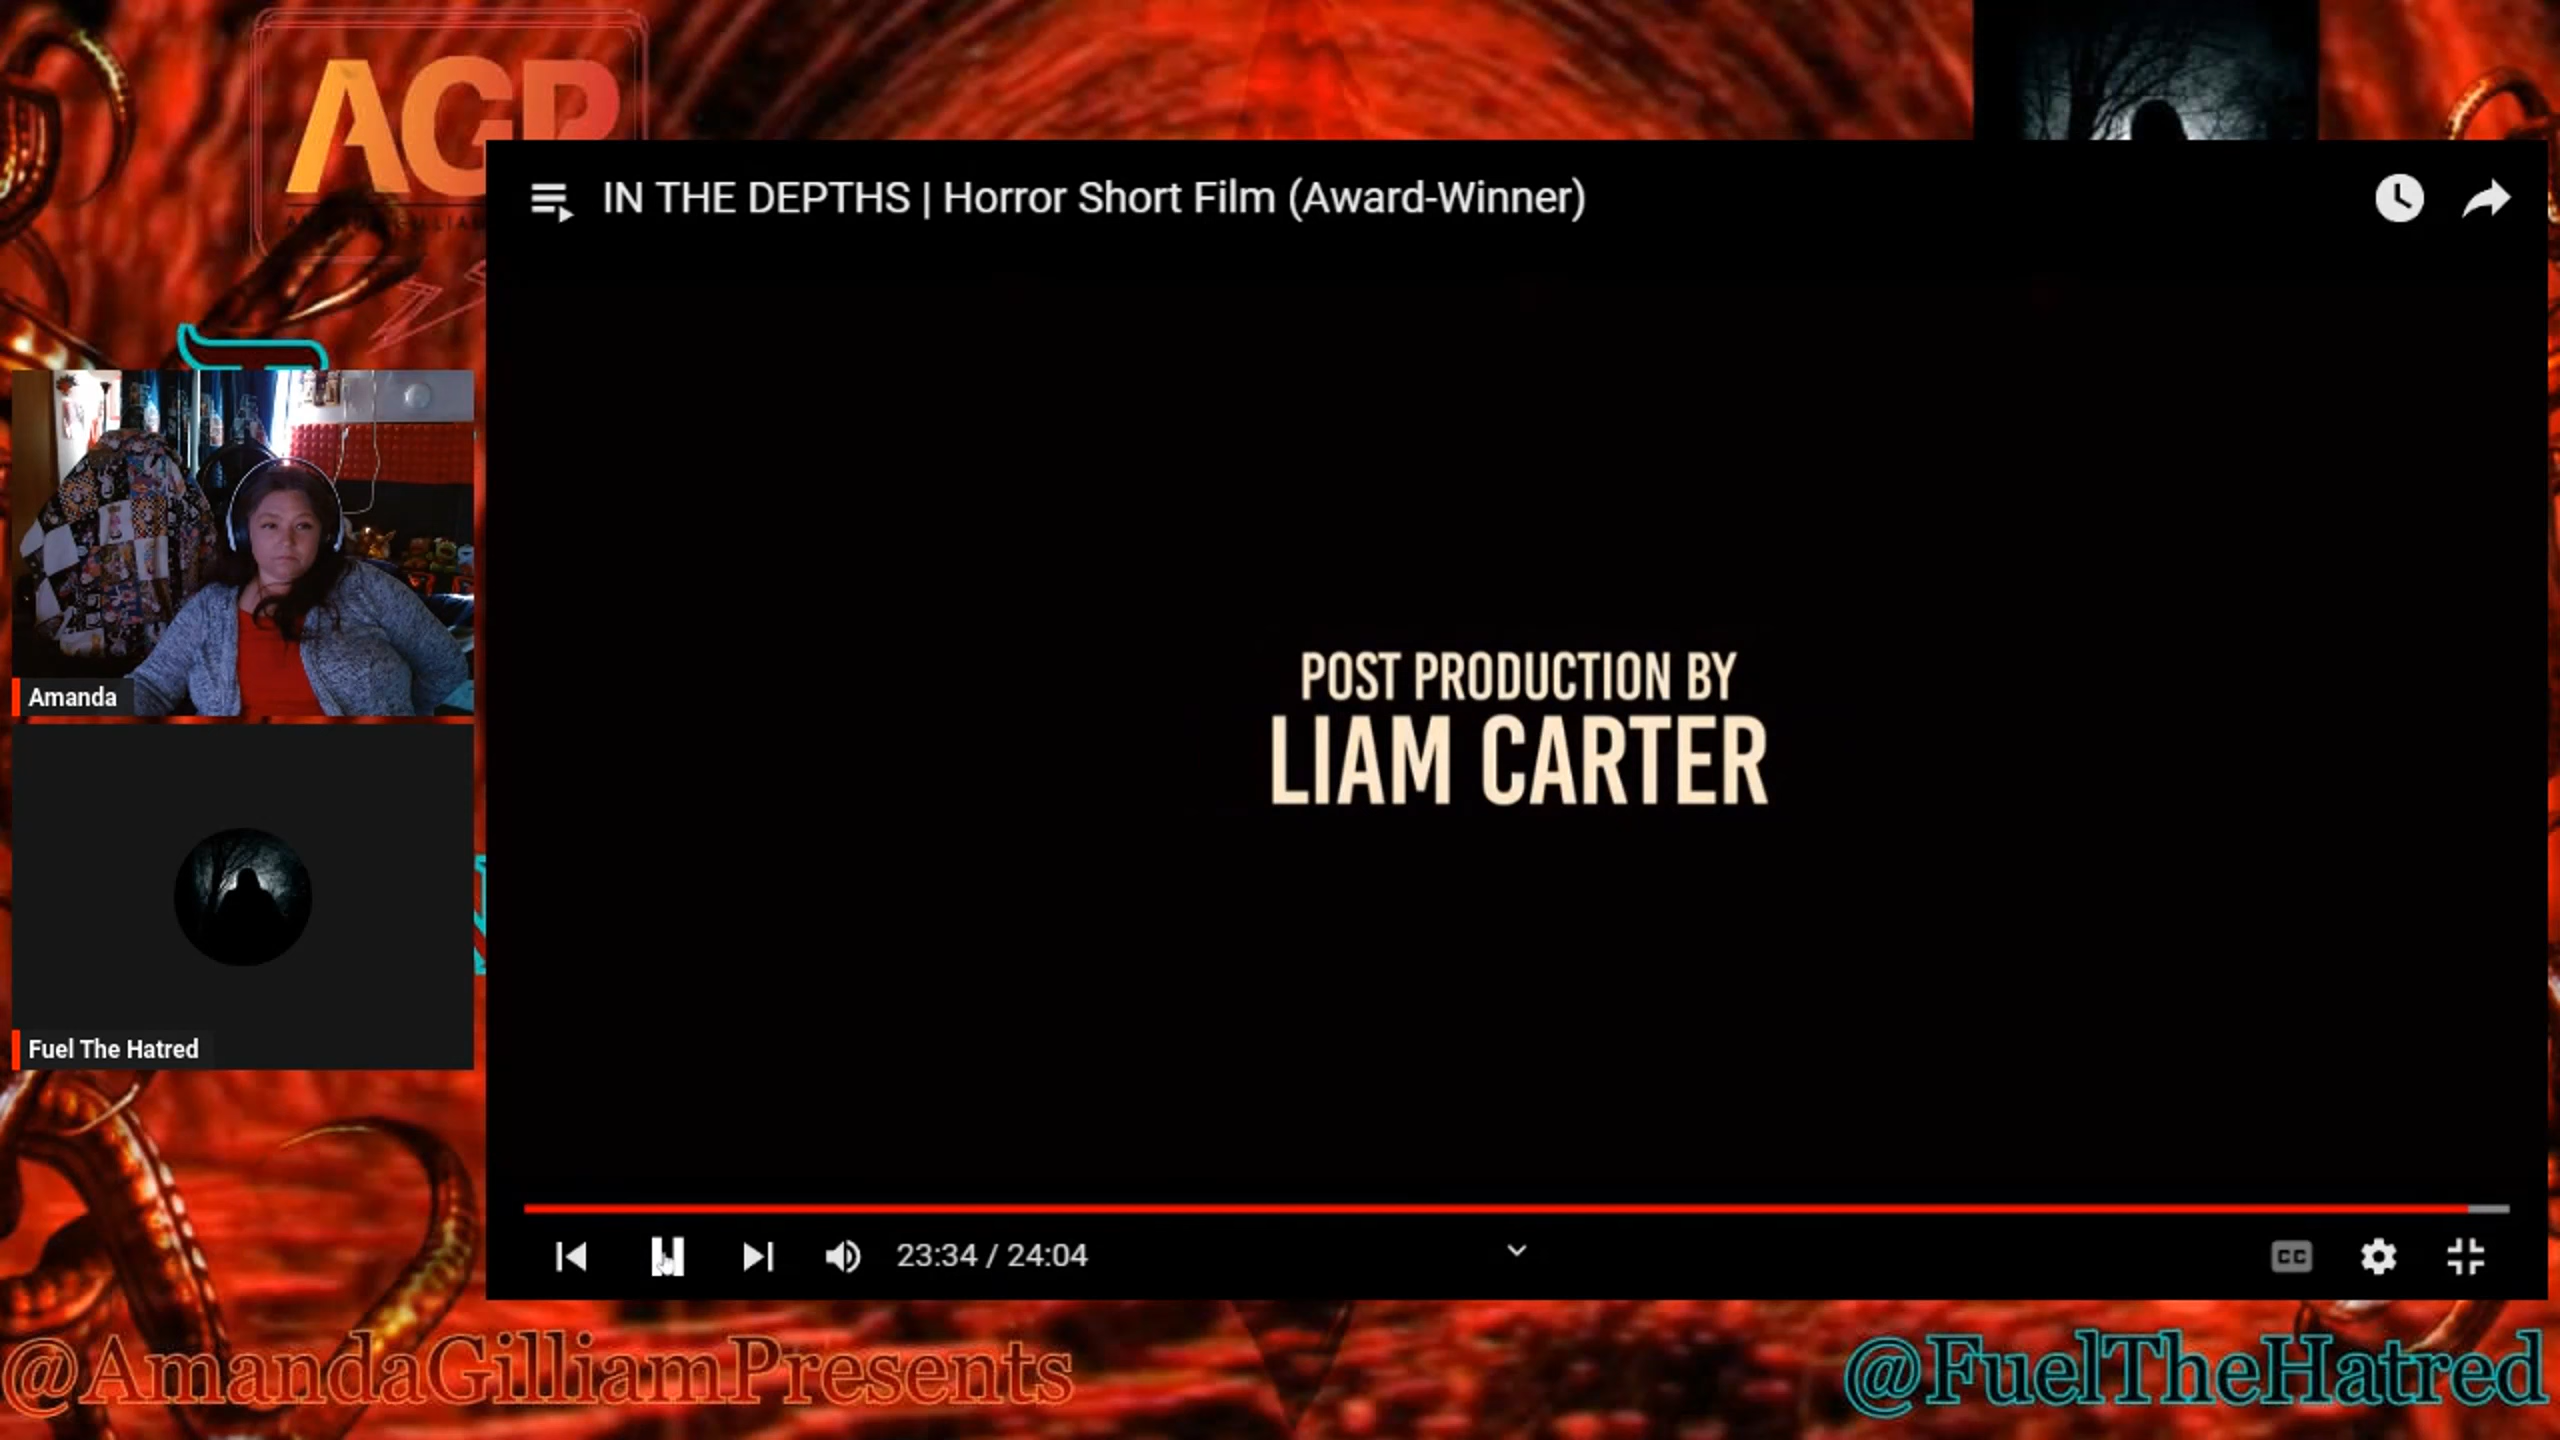 AGP
IN THE DEPTHS | Horror Short Film (Award-Winner)
POST PRODUCTION BY
LIAM CARTER
Amanda
Fuel The Hatred
23:34 / 24:04
CC
@AmandaGilliamPresents
@FuelTheHatred